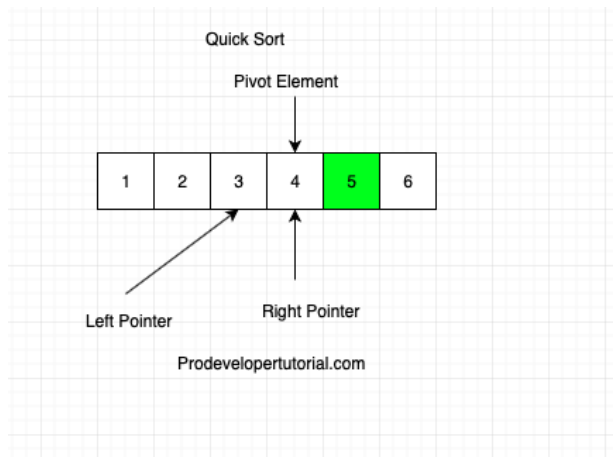 Quick Sort
Pivot Element
1 2 3 4 5 6
Left Pointer
Right Pointer
Prodevelopertutorial.com